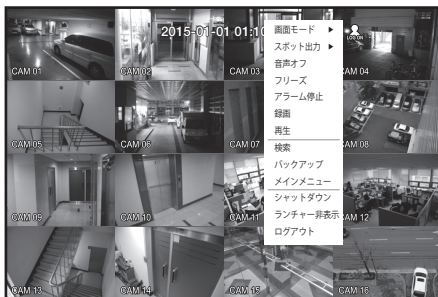 2015-01-01 01:10
LOG ON
画面モード ▶
スポット出力 ▶
音声オフ
フリーズ
アラーム停止
録画
再生
検索
バックアップ
メインメニュー
シャットダウン
ランチャー非表示
ログアウト
CAM 01
CAM 02
CAM 03
CAM 04
CAM 05
CAM 06
CAM 07
CAM 08
CAM 09
CAM 10
CAM 11
CAM 12
CAM 13
CAM 14
CAM 15
CAM 16